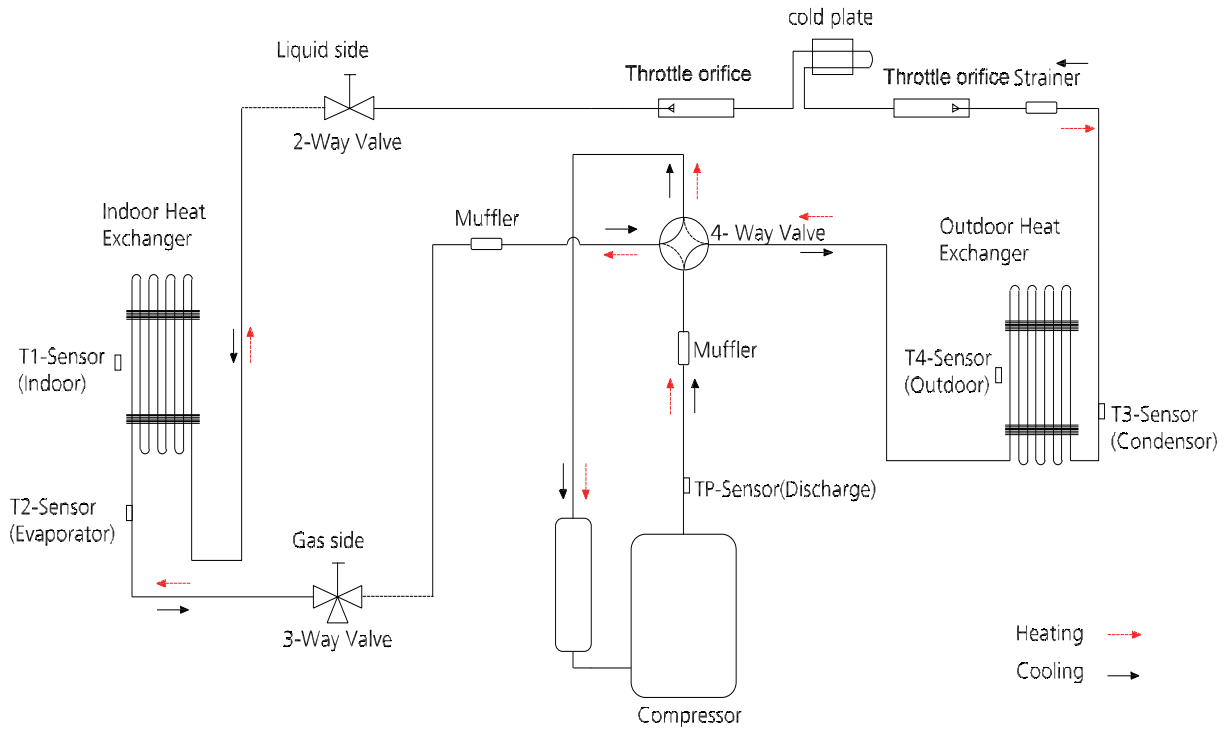 cold plate
Liquid side
Throttle orifice
Throttle orifice
Strainer
2-Way Valve
Indoor Heat
Exchanger
Muffler
4- Way Valve
Outdoor Heat
Exchanger
T1-Sensor
(Indoor)
Muffler
T4-Sensor
(Outdoor)
T3-Sensor
(Condensor)
T2-Sensor
(Evaporator)
TP-Sensor(Discharge)
Gas side
3-Way Valve
Heating
Cooling
Compressor